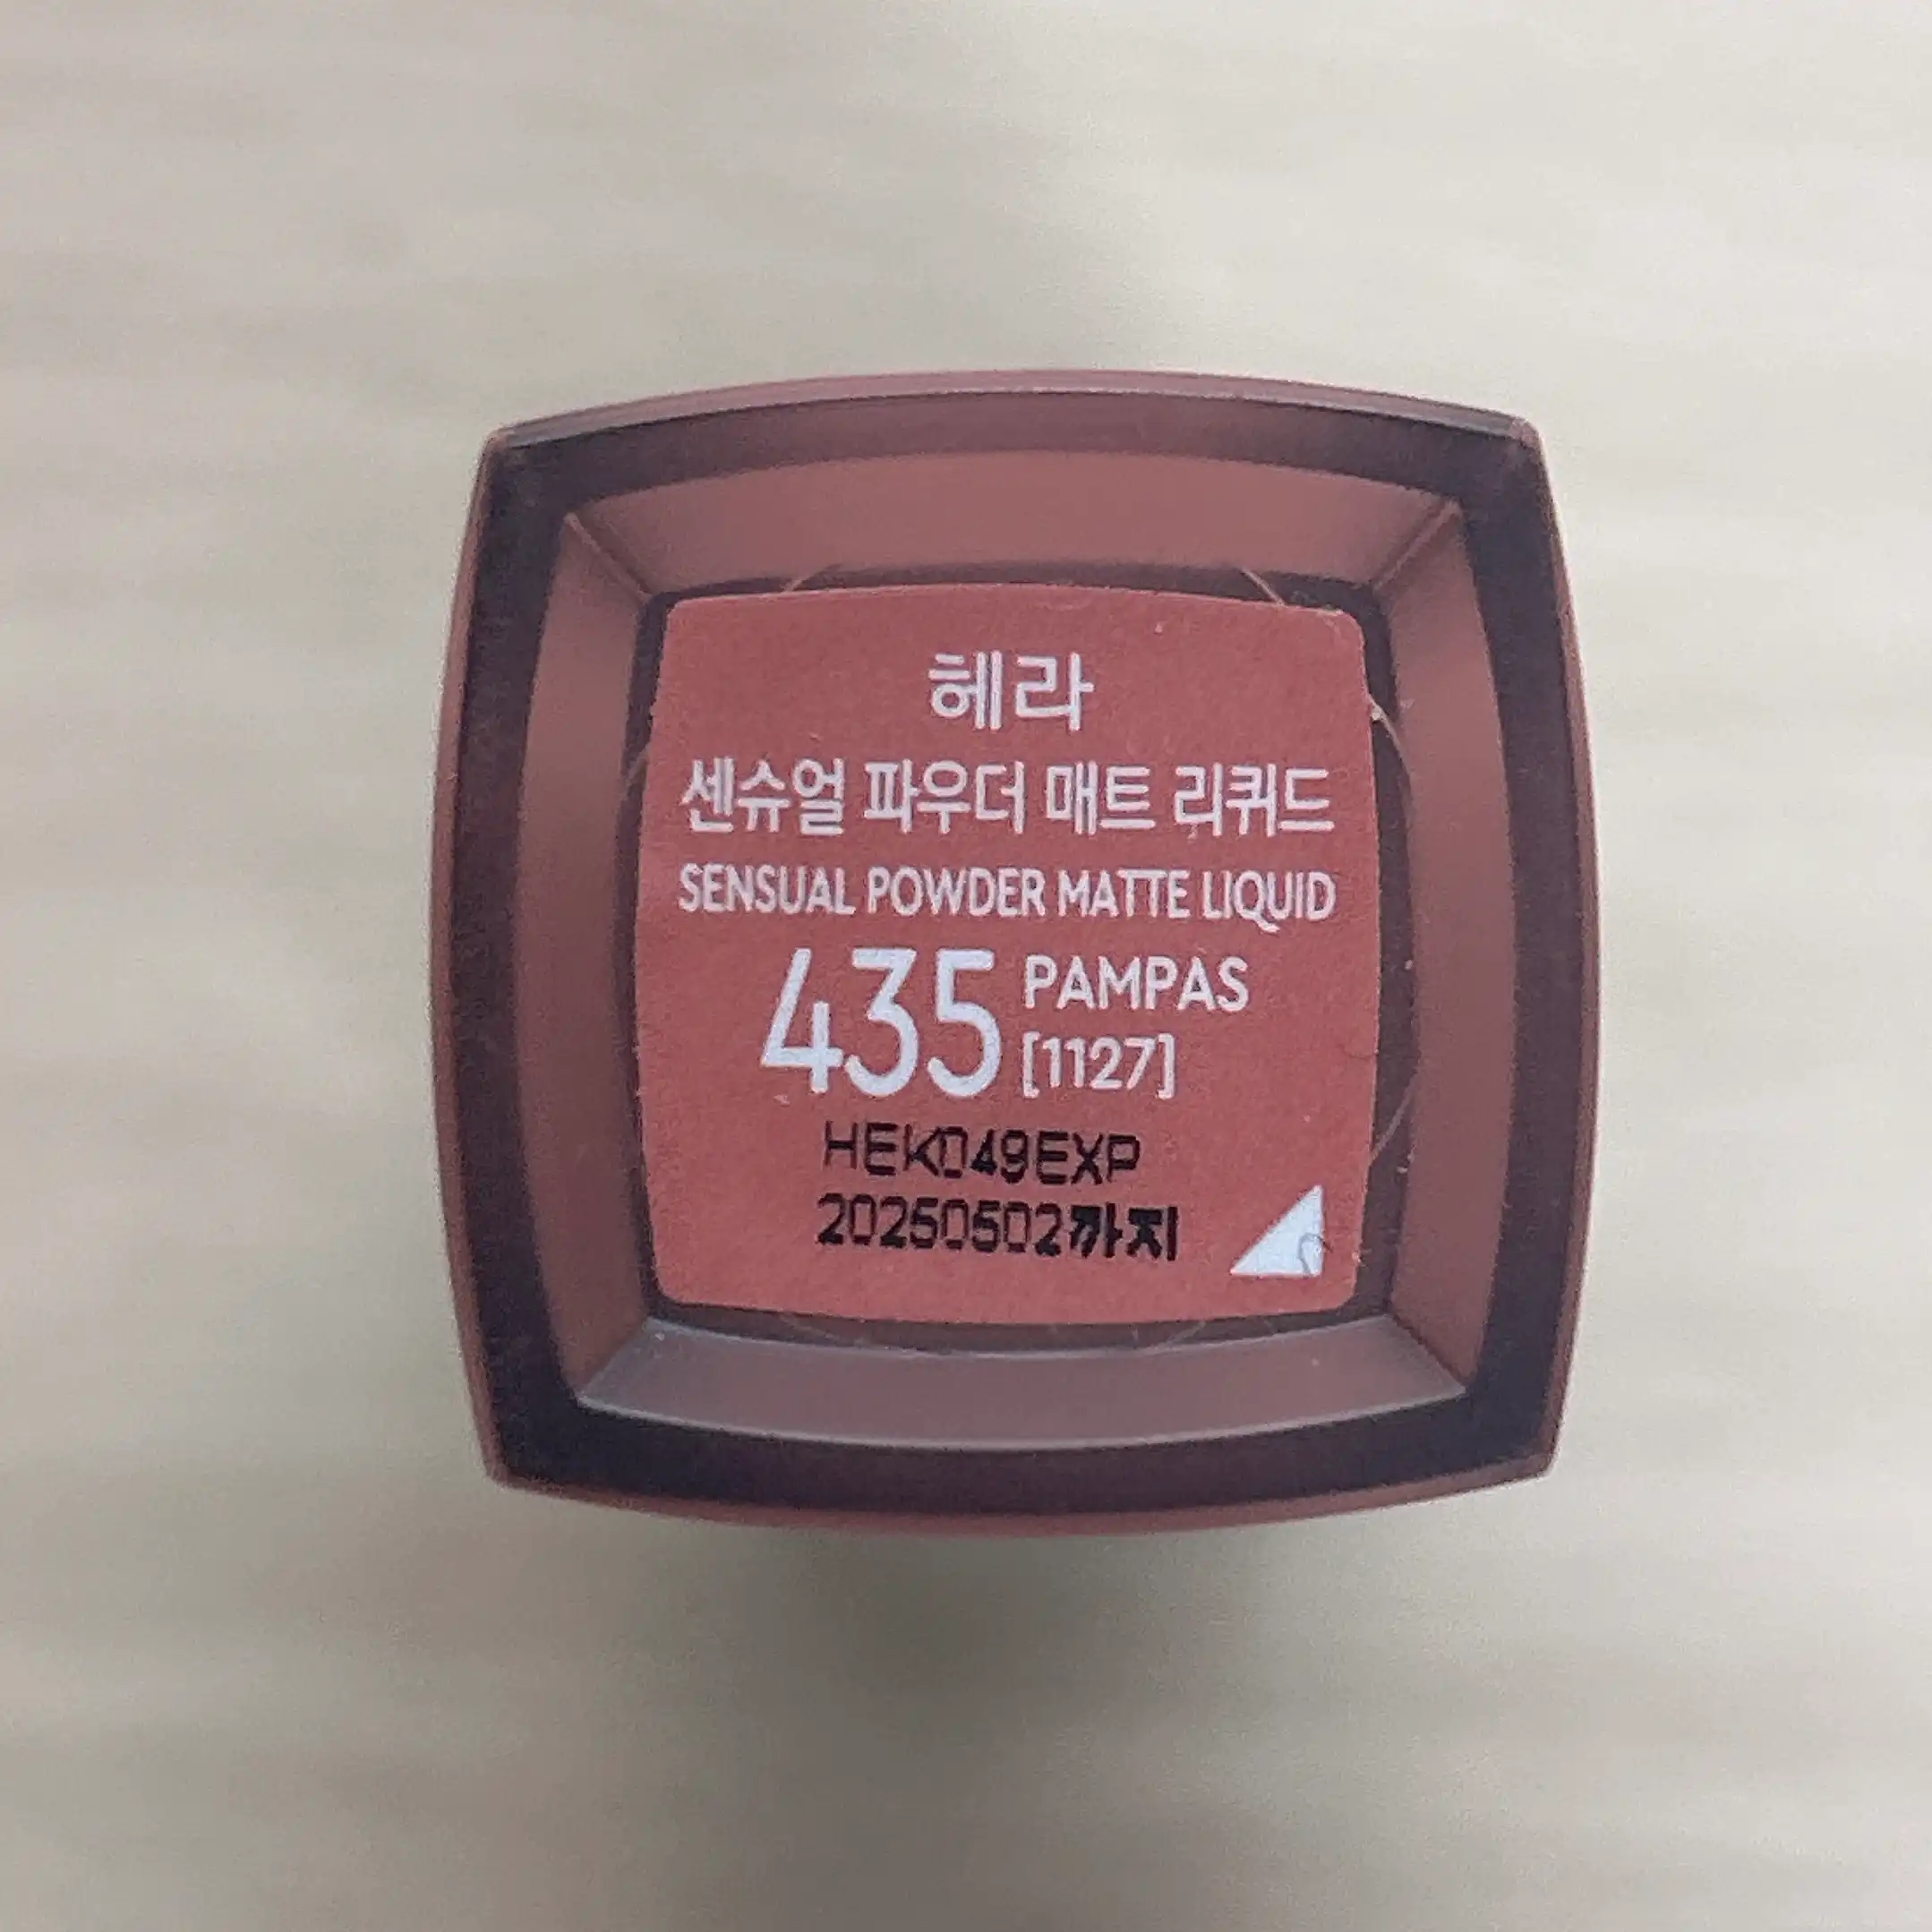 헤라
센슈얼 파우더 매트 리퀴드
SENSUAL POWDER MATTE LIQUID
435 PAMPAS
[1127]
HEK049EXP
20250502까지